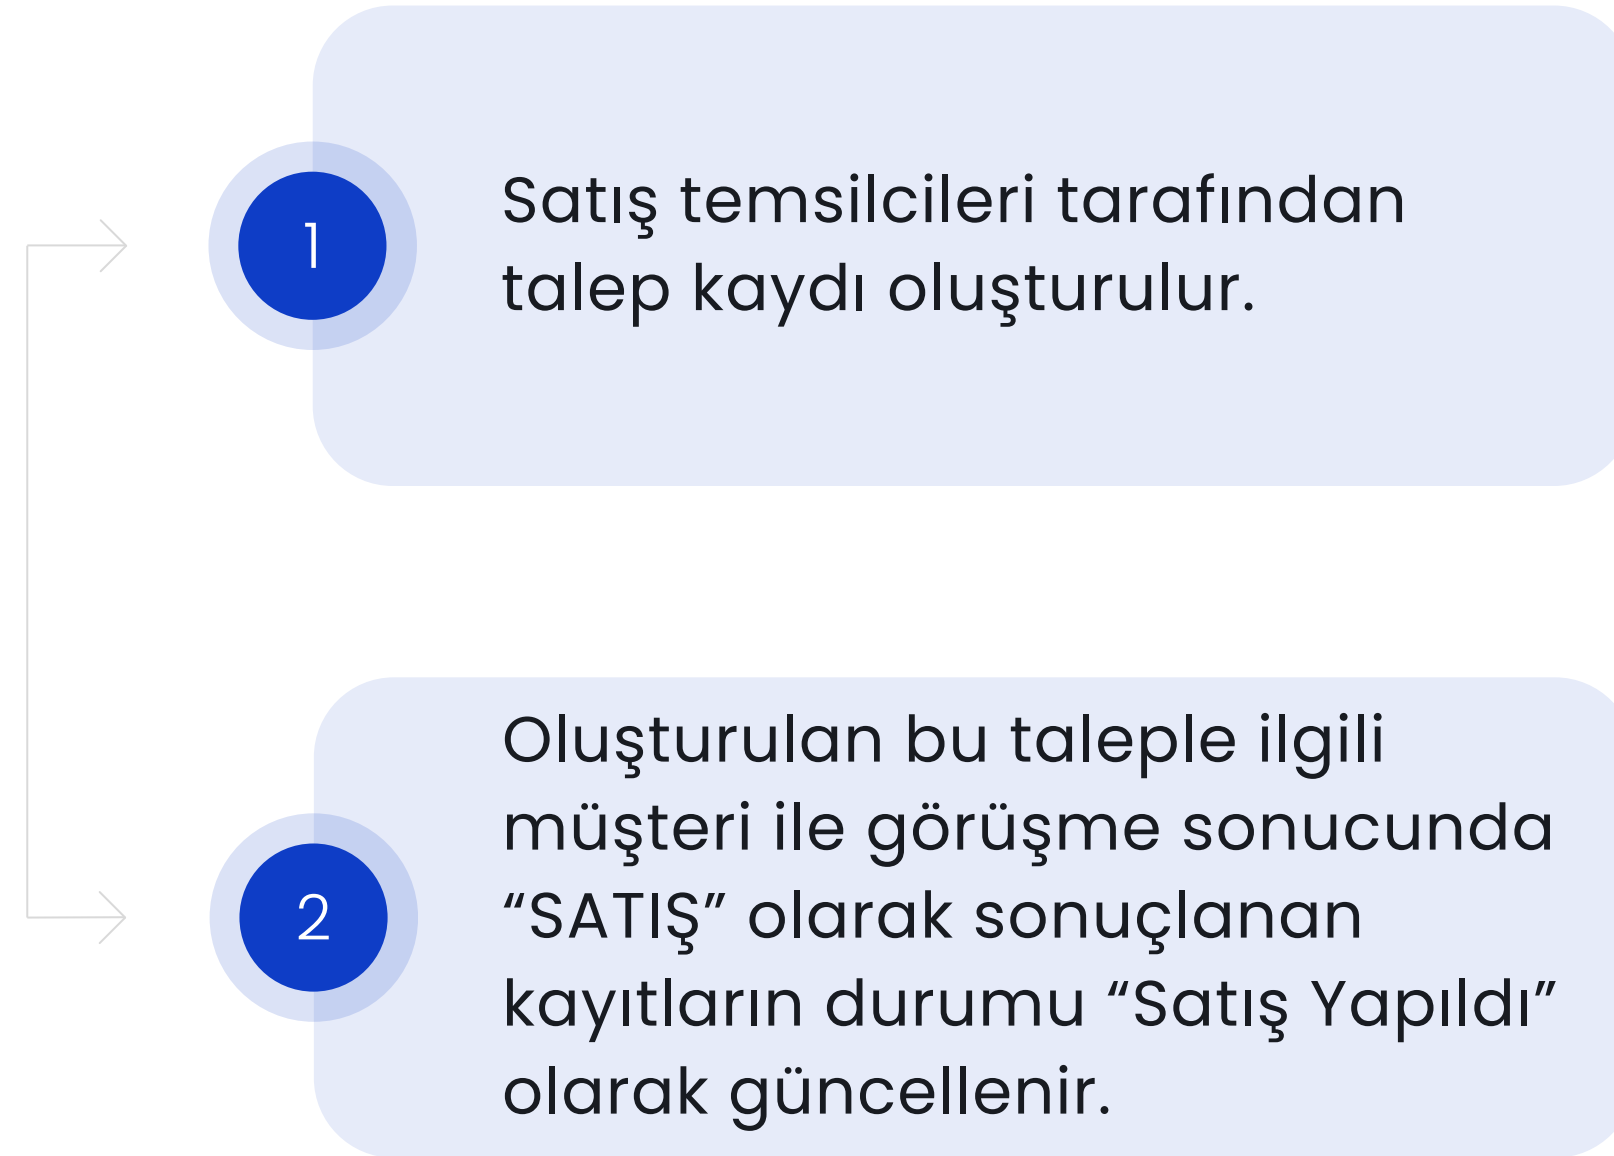 1
Satış temsilcileri tarafından
talep kaydı oluşturulur.
2
Oluşturulan bu taleple ilgili
müşteri ile görüşme sonucunda
“SATIŞ” olarak sonuçlanan
kayıtların durumu “Satış Yapıldı”
olarak güncellenir.